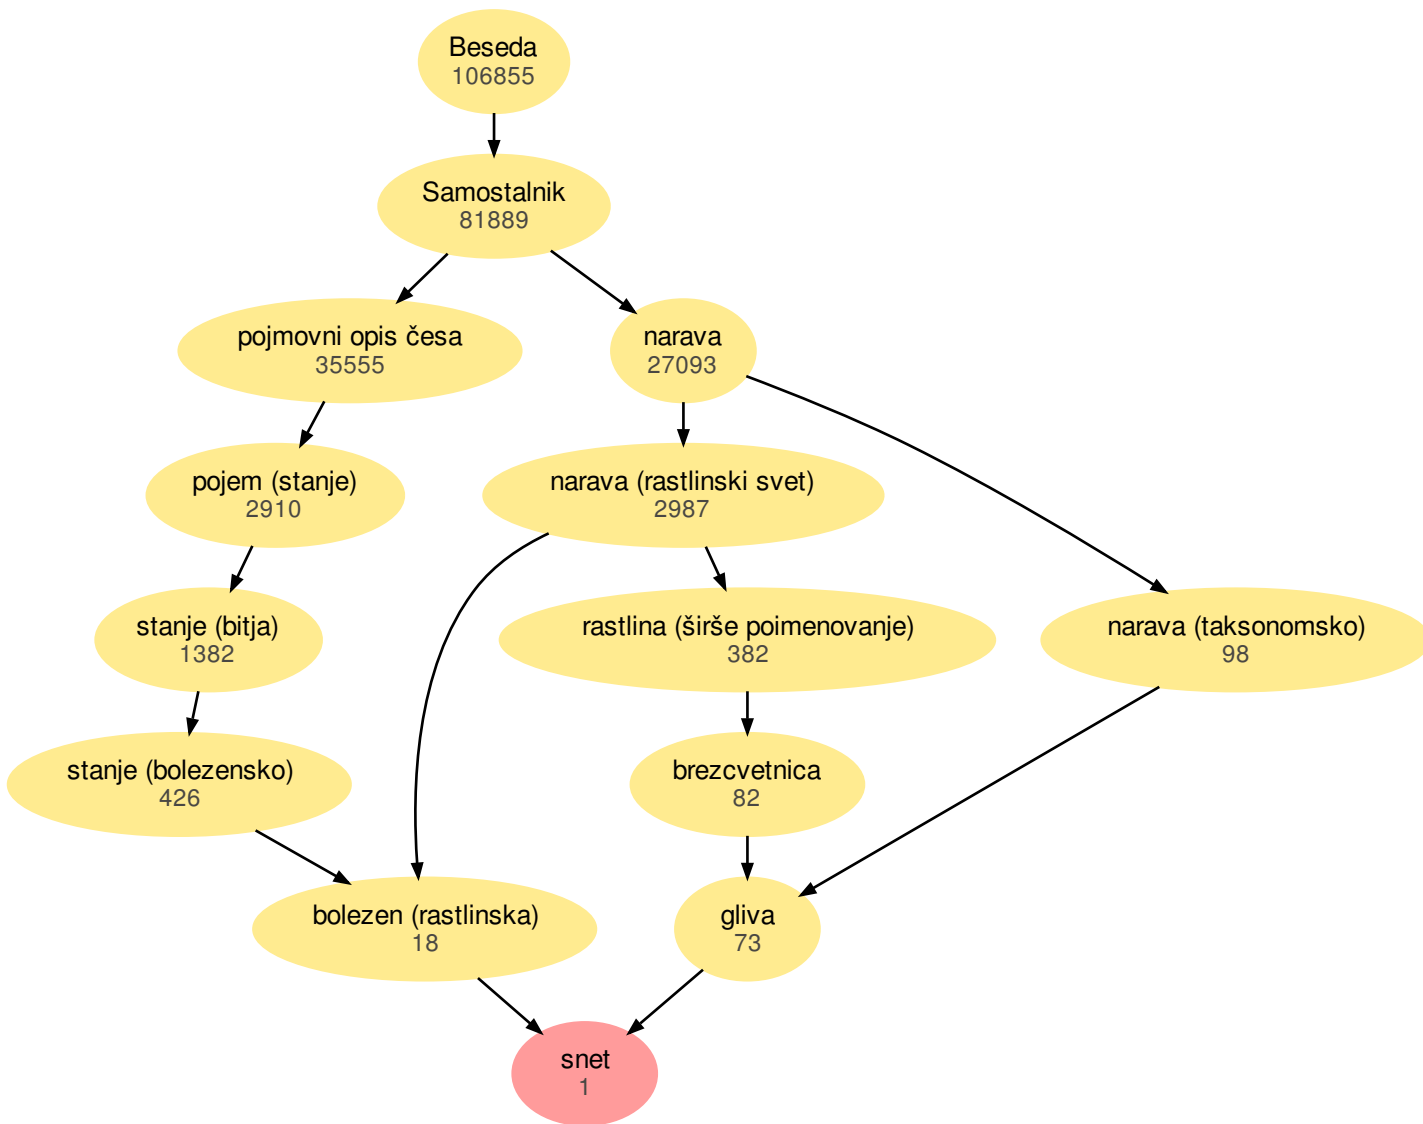 Beseda
106855
Samostalnik
81889
pojmovni opis česa
35555
narava
27093
pojem (stanje)
2910
narava (rastlinski svet)
2987
stanje (bitja)
1382
rastlina (širše poimenovanje)
382
narava (taksonomsko)
98
stanje (bolezensko)
426
brezcvetnica
82
bolezen (rastlinska)
18
gliva
73
snet
1